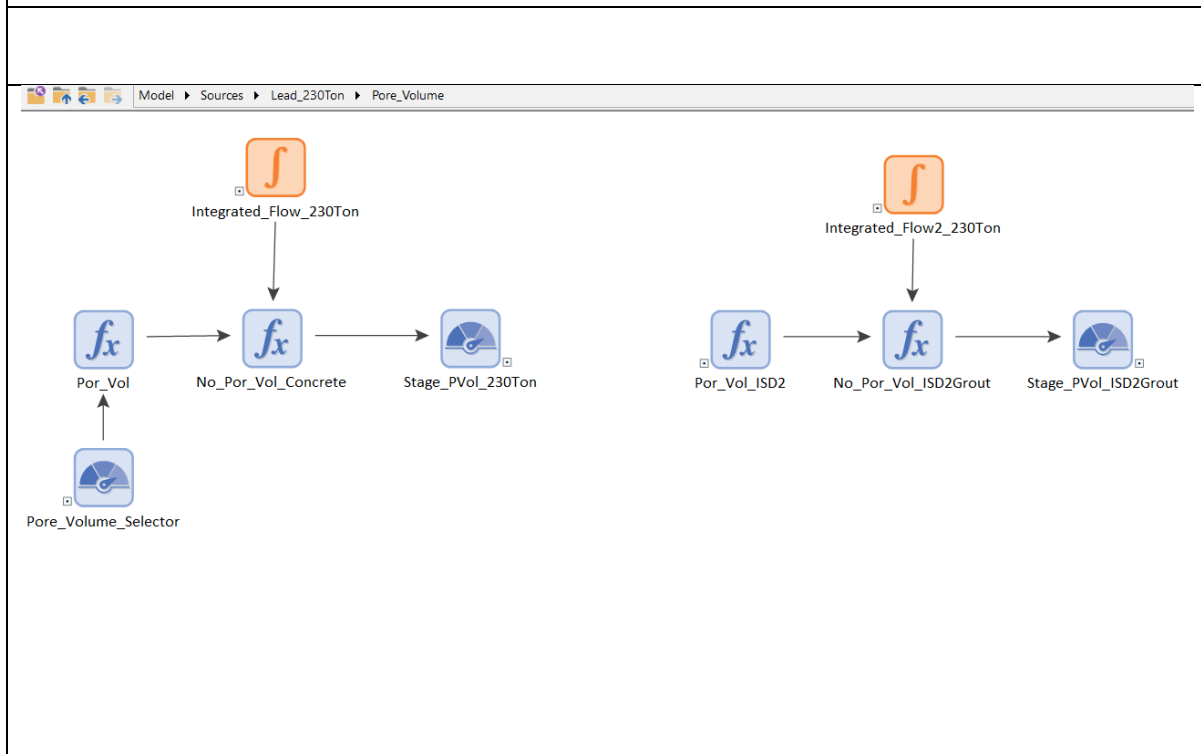 Model ▸ Sources ▸ Lead_230Ton ▸ Pore_Volume
Integrated_Flow_230Ton
Integrated_Flow2_230Ton
Por_Vol
No_Por_Vol_Concrete
Stage_PVol_230Ton
Por_Vol_ISD2
No_Por_Vol_ISD2Grout
Stage_PVol_ISD2Grout
Pore_Volume_Selector